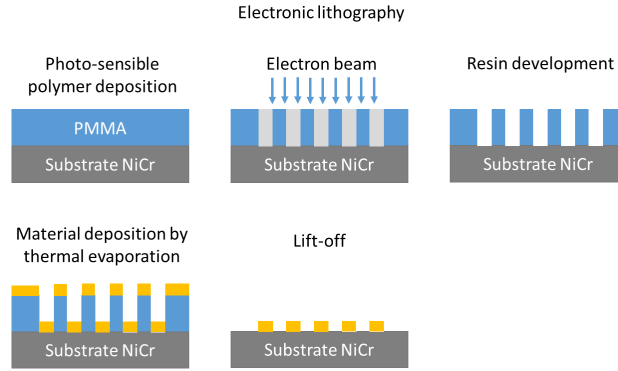 Electronic lithography
Photo-sensible
polymer deposition
Electron beam
Resin development
PMMA
Substrate NiCr
Substrate NiCr
Substrate NiCr
Material deposition by
thermal evaporation
Lift-off
Substrate NiCr
Substrate NiCr